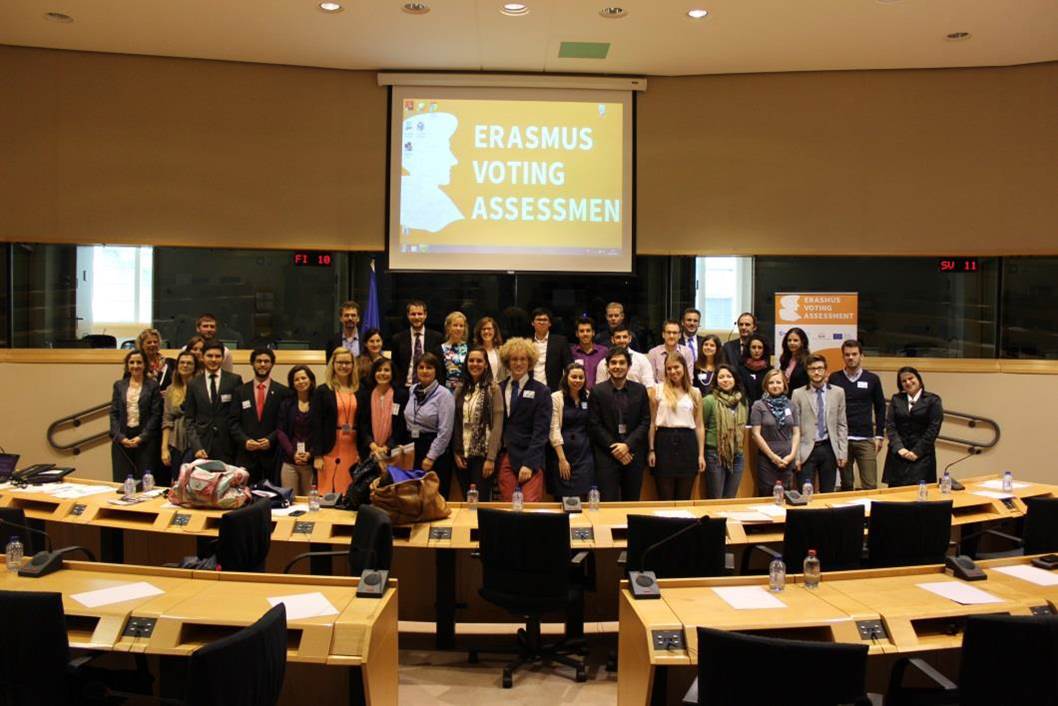 ERASMUS
VOTING
ASSESSMEN
FI 10
SV 11
ERASMUS
VOTING
ASSESSMENT